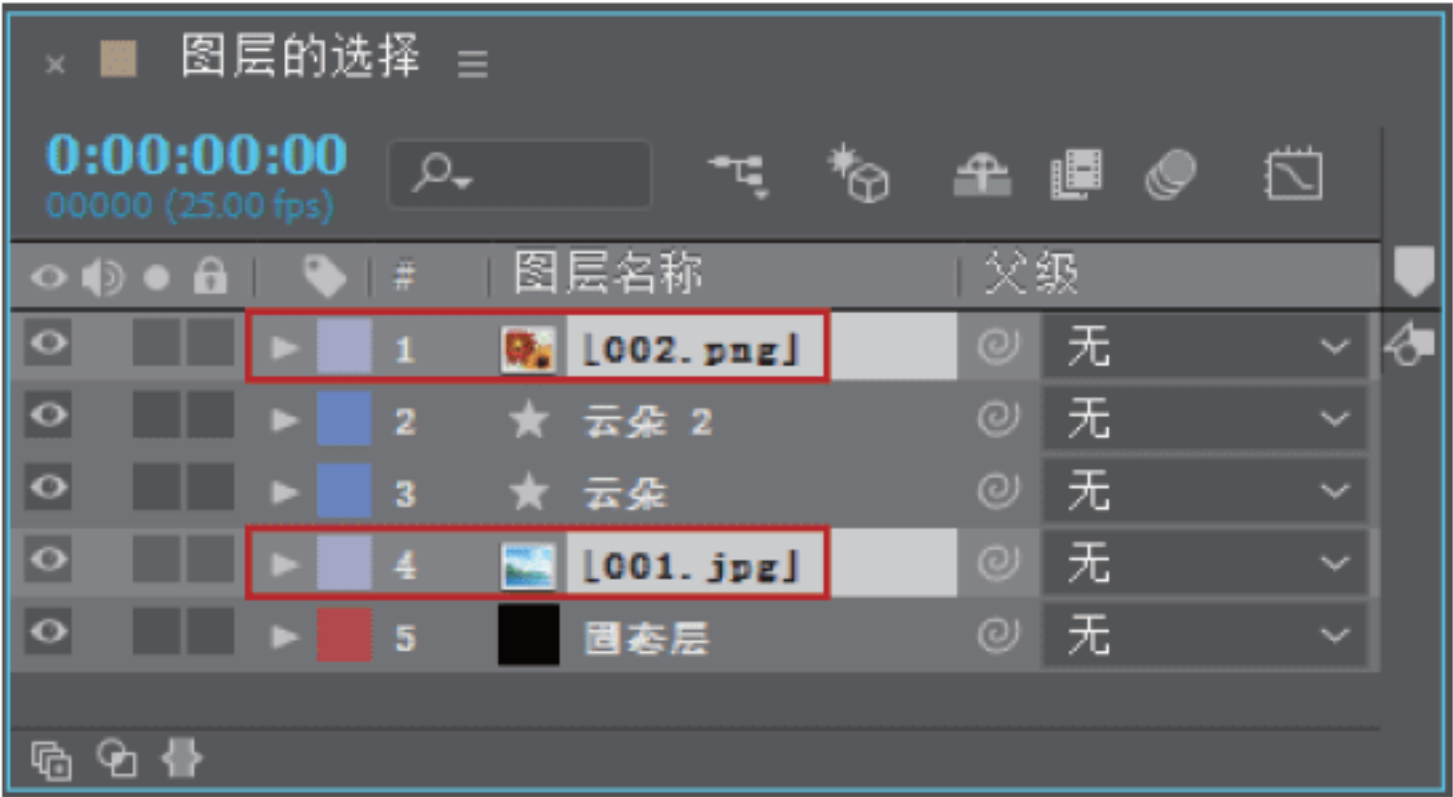 图层的选择
0:00:00:00
00000 (25.00 fps)
# 图层名称 父级
1 [002.png] 无
2 云朵 2 无
3 云朵 无
4 [001.jpg] 无
5 固态层 无